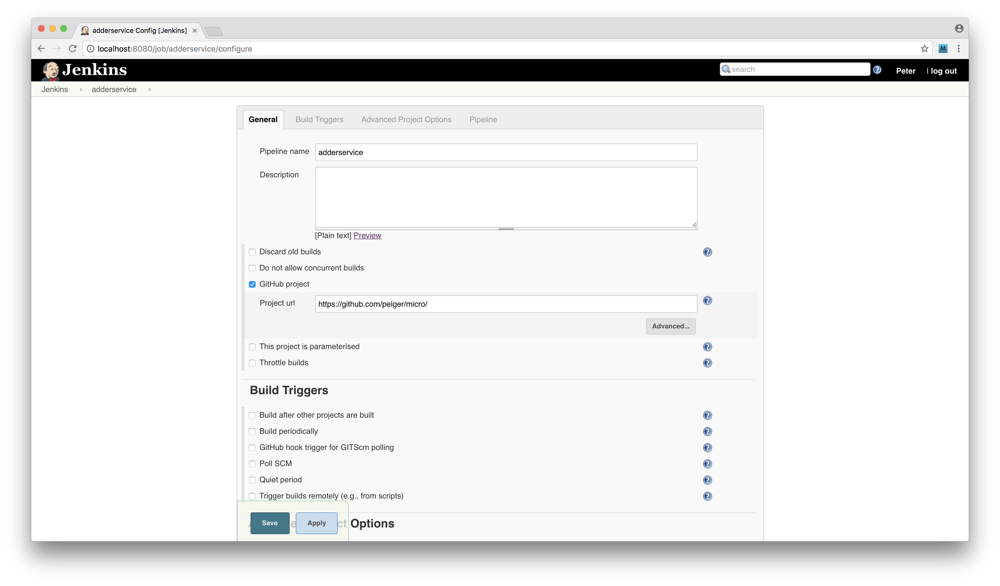 adderservice Config [Jenkins]
localhost:8080/job/adderservice/configure
M
Jenkins
search
Peter | log out
Jenkins adderservice
General Build Triggers Advanced Project Options Pipeline
Pipeline name adderservice
Description
[Plain text] Preview
Discard old builds
Do not allow concurrent builds
GitHub project
Project url https://github.com/pelger/micro/
Advanced...
This project is parameterised
Throttle builds
Build Triggers
Build after other projects are built
Build periodically
GitHub hook trigger for GITScm polling
Poll SCM
Quiet period
Trigger builds remotely (e.g., from scripts)
Save Apply Options